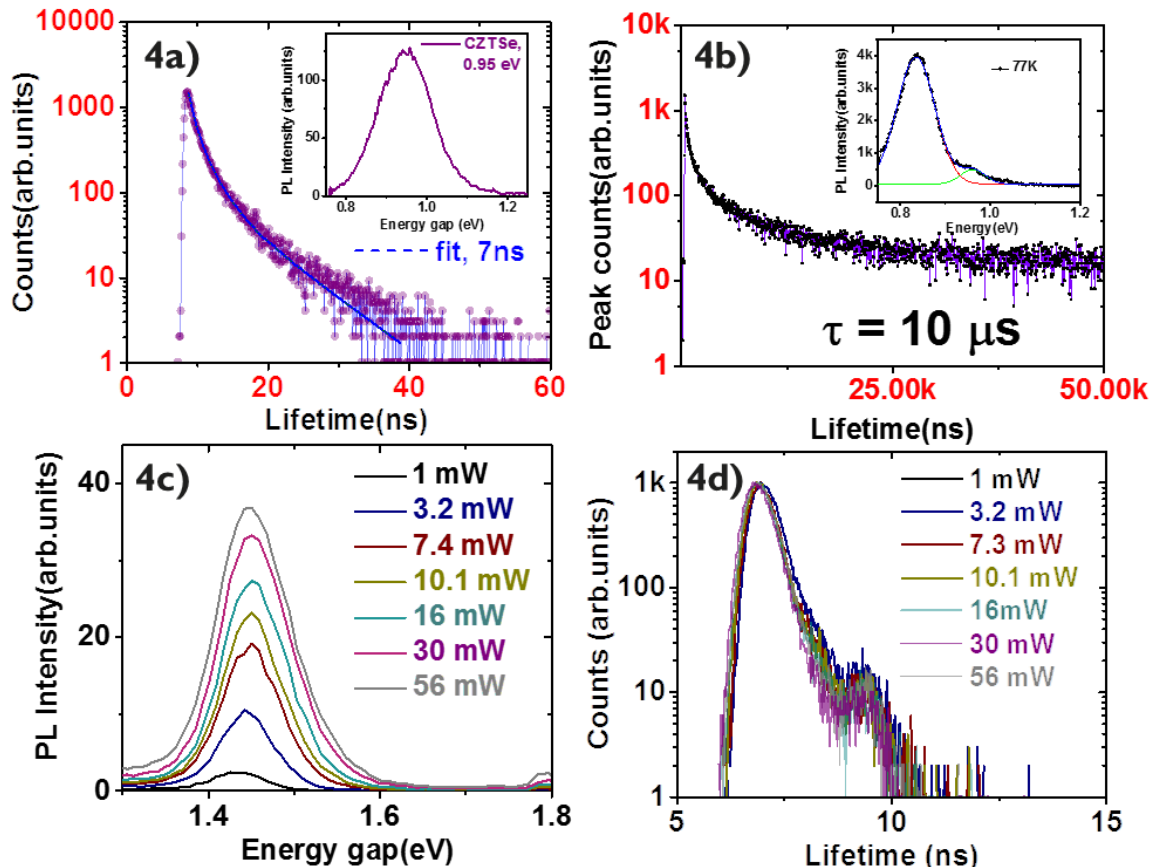 4a)
10000
1000
100
10
1
Counts(arb.units)
0
20
40
60
Lifetime(ns)
fit, 7ns
CZTSe,
0.95 eV
125
100
75
50
25
0
PL Intensity (arb.units)
0.8
1.0
1.2
Energy gap (eV)
4b)
10k
1k
100
10
1
Peak counts(arb.units)
25.00k
50.00k
Lifetime(ns)
τ = 10 μs
77K
4k
3k
2k
1k
0
PL Intensity(arb.units)
0.8
1.0
1.2
Energy(eV)
4c)
40
20
0
PL Intensity(arb.units)
1.4
1.6
1.8
Energy gap(eV)
1 mW
3.2 mW
7.4 mW
10.1 mW
16 mW
30 mW
56 mW
4d)
1k
100
10
1
Counts (arb.units)
5
10
15
Lifetime (ns)
1 mW
3.2 mW
7.3 mW
10.1 mW
16mW
30 mW
56 mW